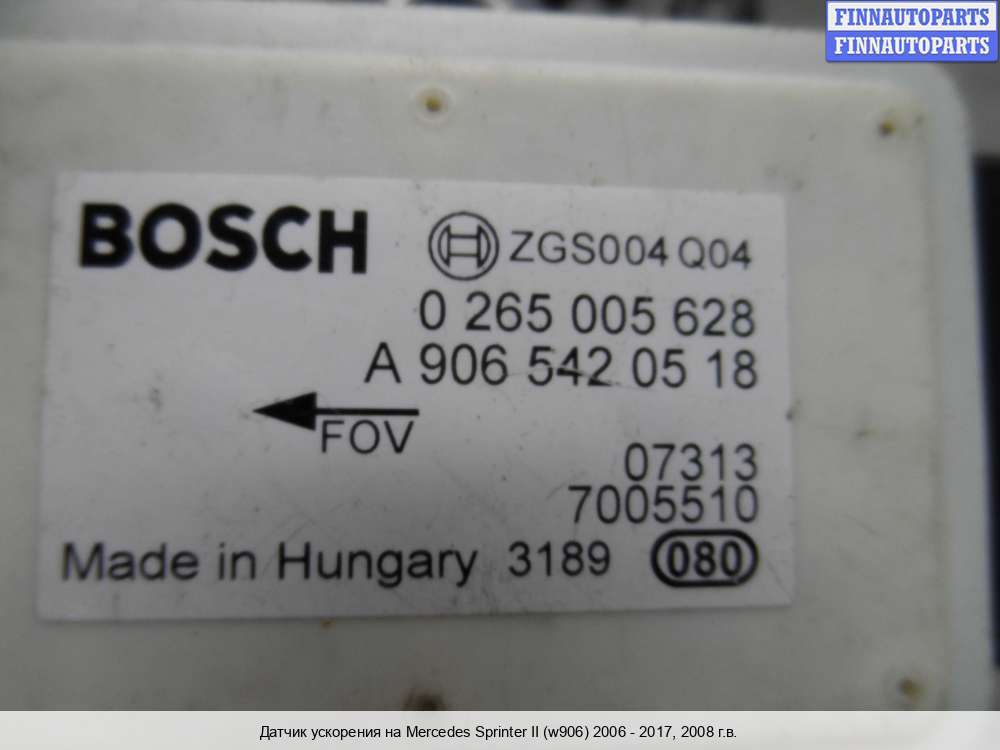 FINNAUTOPARTS
FINNAUTOPARTS
BOSCH ZGS004 Q04
0 265 005 628
A 906 542 05 18
FOV
07313
7005510
Made in Hungary 3189 080
Датчик ускорения на Mercedes Sprinter II (w906) 2006 - 2017, 2008 г.в.